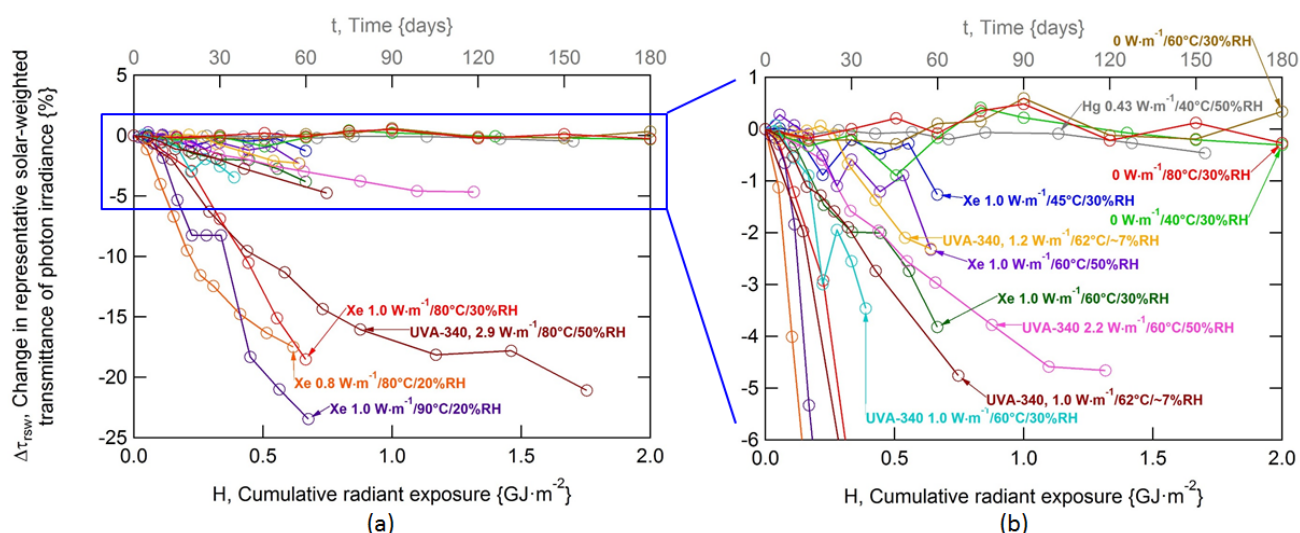 (a)
(b)
t, Time {days}
0 30 60 90 120 150 180
Δτrsw, Change in representative solar-weighted
transmittance of photon irradiance {%}
5
0
-5
-10
-15
-20
-25
Xe 1.0 W·m⁻¹/80°C/30%RH
UVA-340, 2.9 W·m⁻¹/80°C/50%RH
Xe 0.8 W·m⁻¹/80°C/20%RH
Xe 1.0 W·m⁻¹/90°C/20%RH
0.0 0.5 1.0 1.5 2.0
H, Cumulative radiant exposure {GJ·m⁻²}
(a)
t, Time {days}
0 30 60 90 120 150 180
0 W·m⁻¹/60°C/30%RH
1
0
-1
-2
-3
-4
-5
-6
Hg 0.43 W·m⁻¹/40°C/50%RH
0 W·m⁻¹/80°C/30%RH
0 W·m⁻¹/40°C/30%RH
Xe 1.0 W·m⁻¹/45°C/30%RH
UVA-340, 1.2 W·m⁻¹/62°C/~7%RH
Xe 1.0 W·m⁻¹/60°C/50%RH
Xe 1.0 W·m⁻¹/60°C/30%RH
UVA-340 2.2 W·m⁻¹/60°C/50%RH
UVA-340, 1.0 W·m⁻¹/62°C/~7%RH
UVA-340 1.0 W·m⁻¹/60°C/30%RH
0.0 0.5 1.0 1.5 2.0
H, Cumulative radiant exposure {GJ·m⁻²}
(b)